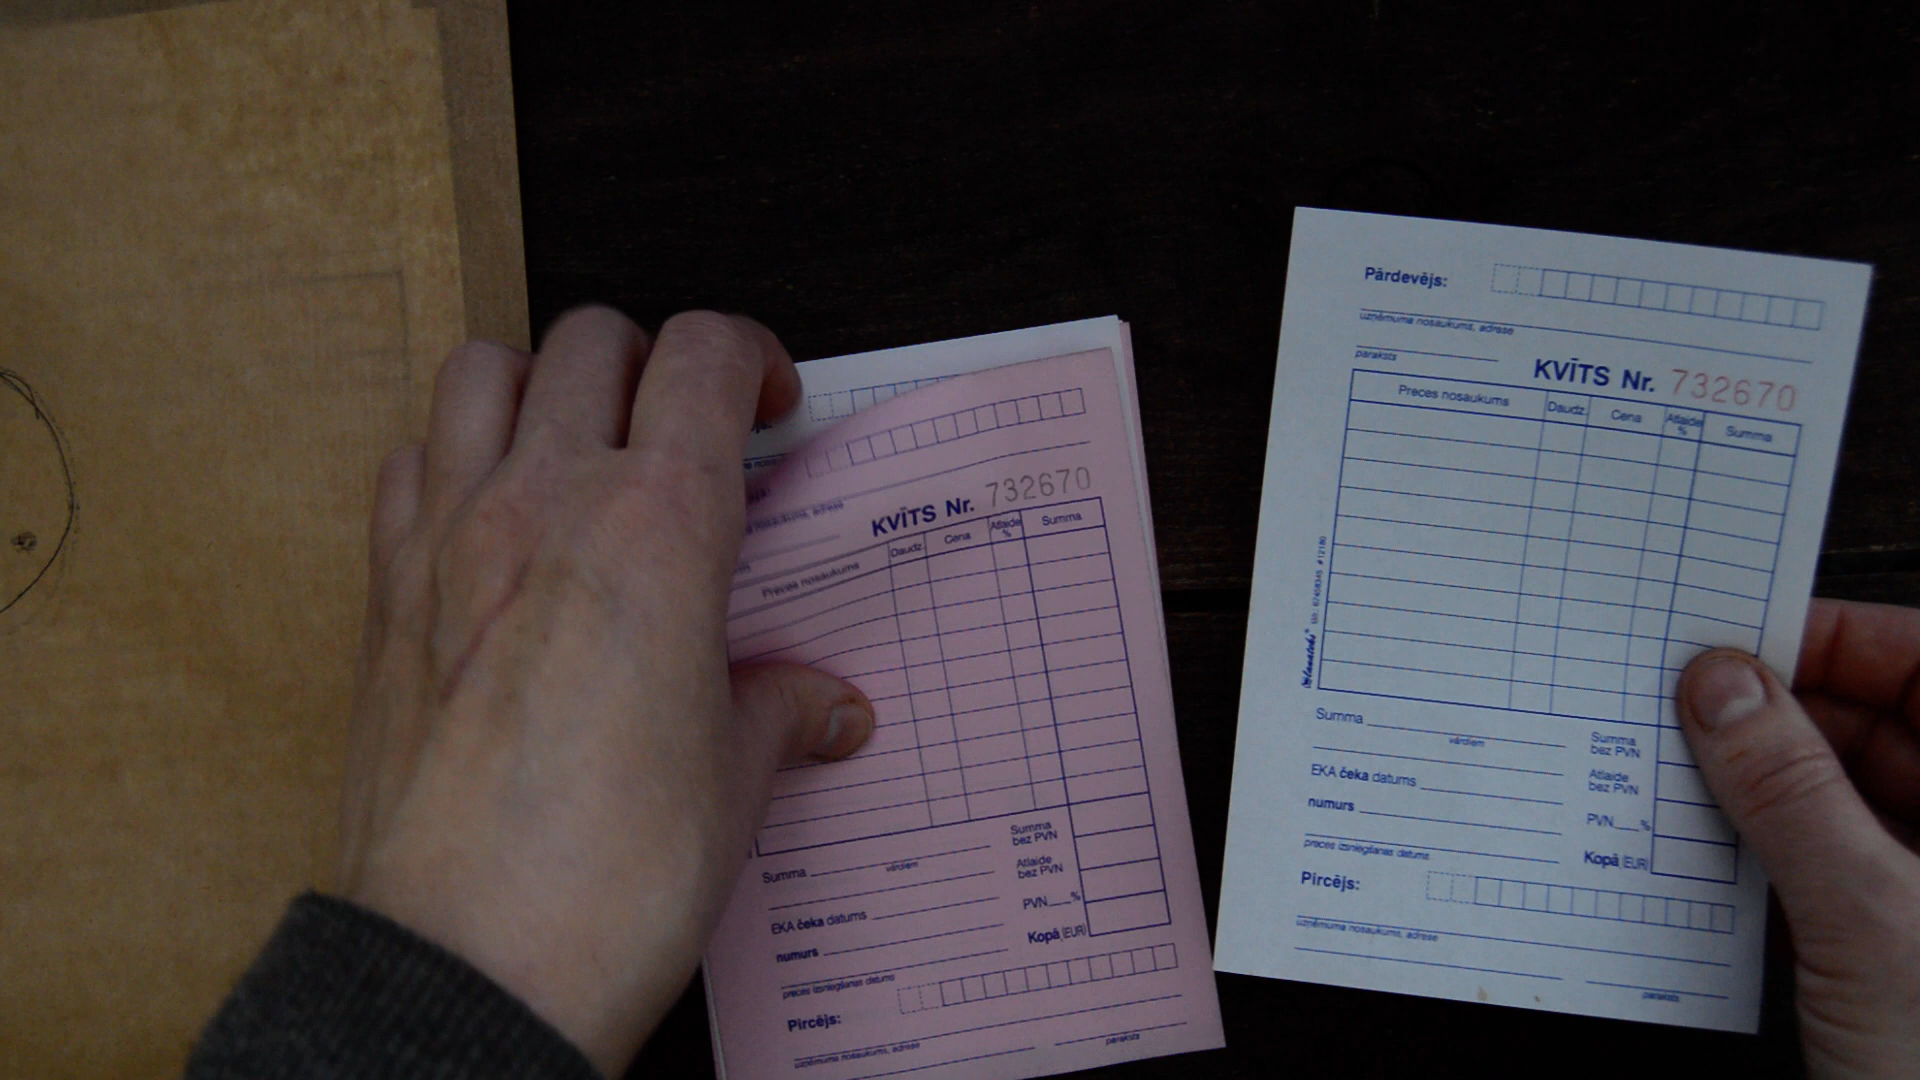 Pārdevējs:
uzņēmuma nosaukums, adrese
paraksts
KVĪTS Nr. 732670
Preces nosaukums Daudz. Cena Atlaide % Summa
Summa
vārdiem
Summa bez PVN
EKA čeka datums
Atlaide bez PVN
numurs
PVN %
preces izsniegšanas datums
Kopā (EUR)
Pircējs:
uzņēmuma nosaukums, adrese
paraksts
nosaukums, adrese
KVĪTS Nr. 732670
Preces nosaukums Daudz. Cena Atlaide % Summa
Summa
vārdiem
Summa bez PVN
EKA čeka datums
Atlaide bez PVN
numurs
PVN %
preces izsniegšanas datums
Kopā (EUR)
Pircējs:
uzņēmuma nosaukums, adrese
paraksts